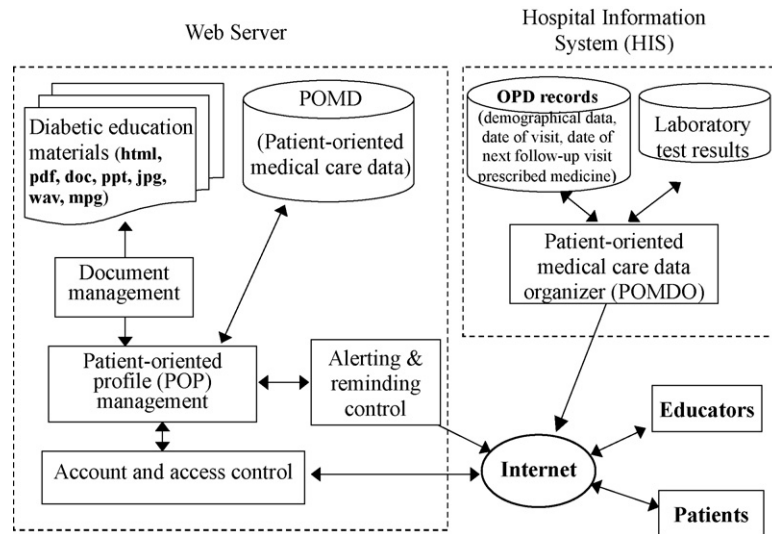 Web Server
Hospital Information
System (HIS)
Diabetic education
materials (html,
pdf, doc, ppt, jpg,
wav, mpg)
POMD
(Patient-oriented
medical care data)
OPD records
(demographical data,
date of visit, date of
next follow-up visit
prescribed medicine)
Laboratory
test results
Document
management
Patient-oriented
medical care data
organizer (POMDO)
Patient-oriented
profile (POP)
management
Alerting &
reminding
control
Educators
Account and access control
Internet
Patients